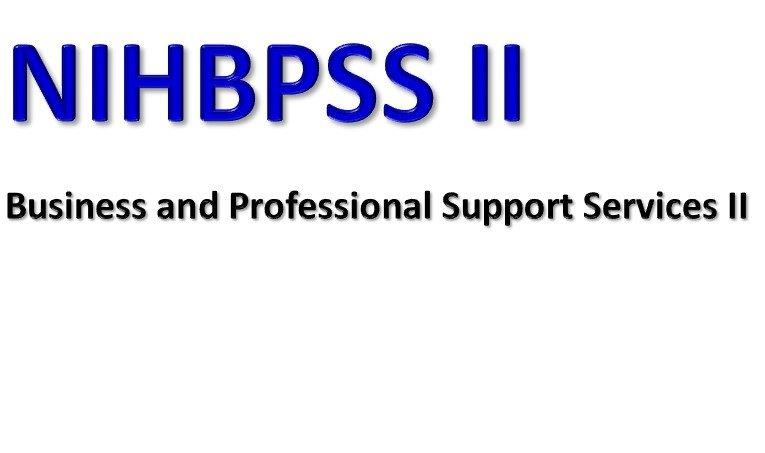 NIHBPSS II
Business and Professional Support Services II